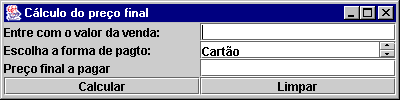 Cálculo do preço final
Entre com o valor da venda:
Escolha a forma de pagto: Cartão
Preço final a pagar
Calcular Limpar